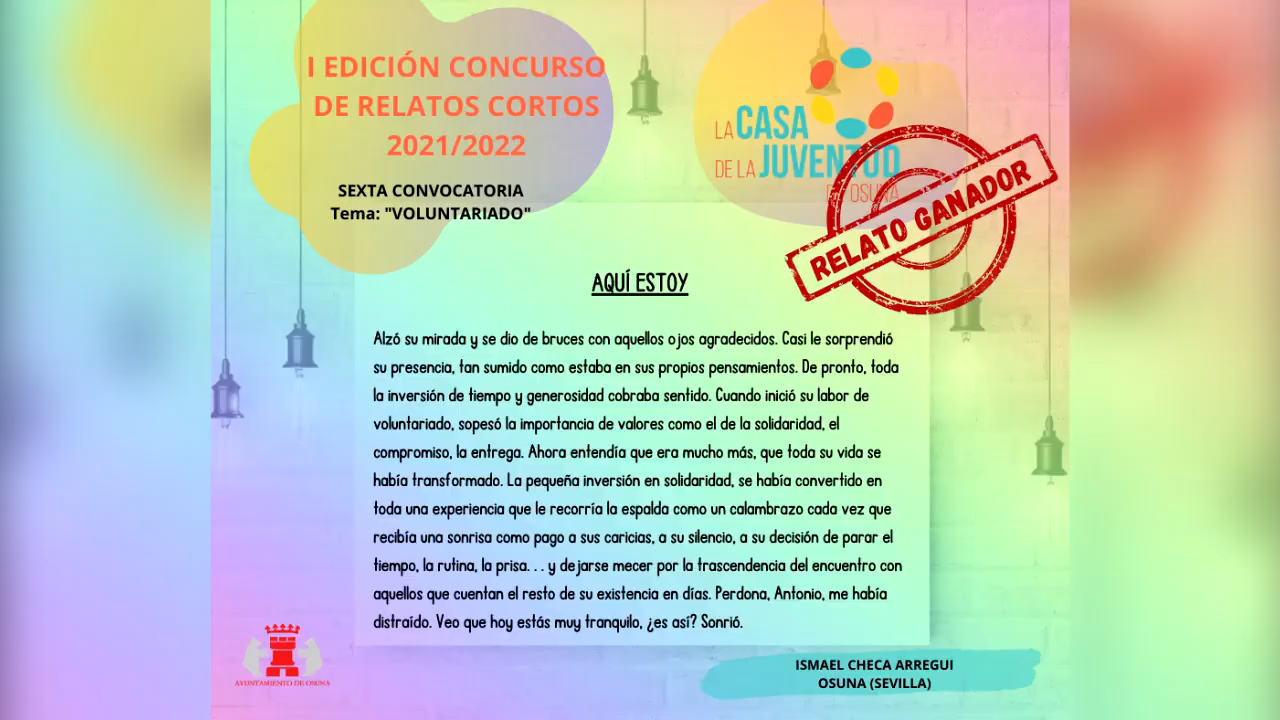 I EDICIÓN CONCURSO
DE RELATOS CORTOS
2021/2022
SEXTA CONVOCATORIA
Tema: "VOLUNTARIADO"
LA CASA
DE LA JUVENTUD
DE OSUNA
RELATO GANADOR
AQUÍ ESTOY
Alzó su mirada y se dio de bruces con aquellos ojos agradecidos. Casi le sorprendió
su presencia, tan sumido como estaba en sus propios pensamientos. De pronto, toda
la inversión de tiempo y generosidad cobraba sentido. Cuando inició su labor de
voluntariado, sopesó la importancia de valores como el de la solidaridad, el
compromiso, la entrega. Ahora entendía que era mucho más, que toda su vida se
había transformado. La pequeña inversión en solidaridad, se había convertido en
toda una experiencia que le recorría la espalda como un calambrazo cada vez que
recibía una sonrisa como pago a sus caricias, a su silencio, a su decisión de parar el
tiempo, la rutina, la prisa... y dejarse mecer por la trascendencia del encuentro con
aquellos que cuentan el resto de su existencia en días. Perdona, Antonio, me había
distraído. Veo que hoy estás muy tranquilo, ¿es así? Sonrió.
AYUNTAMIENTO DE OSUNA
ISMAEL CHECA ARREGUI
OSUNA (SEVILLA)